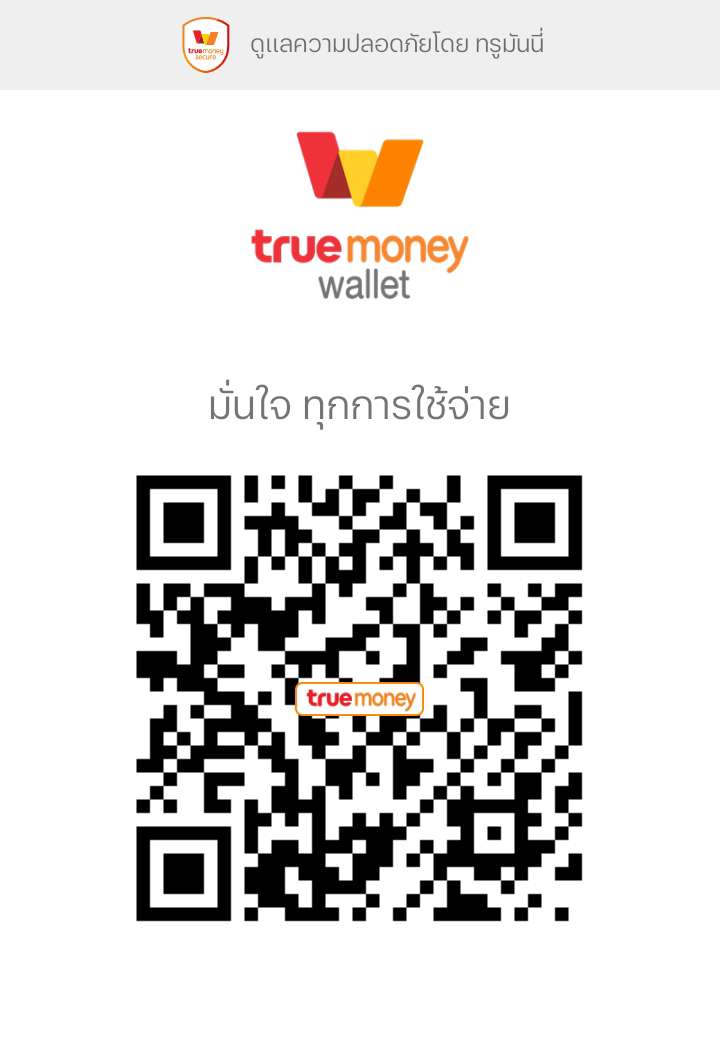 truemoney
secure
ดูแลความปลอดภัยโดย ทรูมันนี่
truemoney
wallet
มั่นใจ ทุกการใช้จ่าย
truemoney